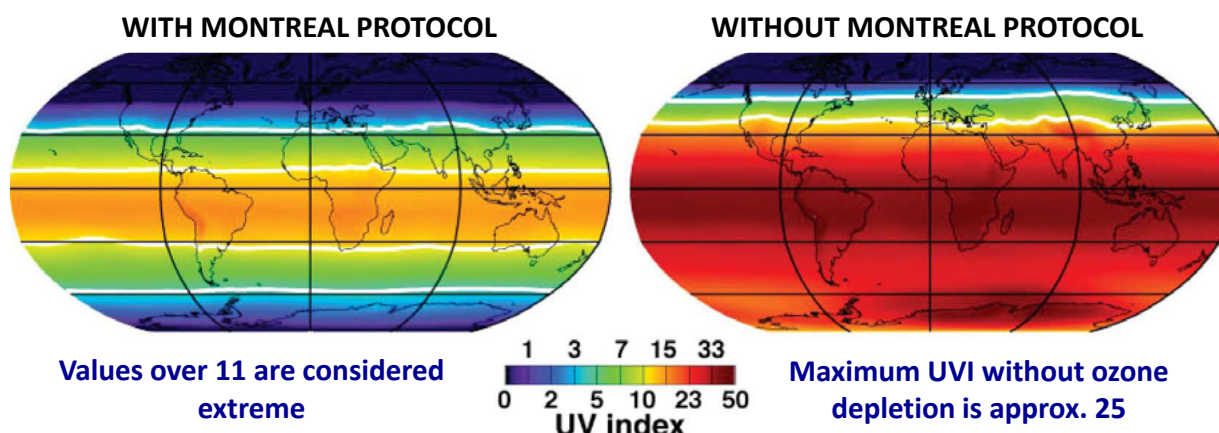 WITH MONTREAL PROTOCOL
WITHOUT MONTREAL PROTOCOL
Values over 11 are considered
extreme
1 3 7 15 33
0 2 5 10 23 50
UV index
Maximum UVI without ozone
depletion is approx. 25